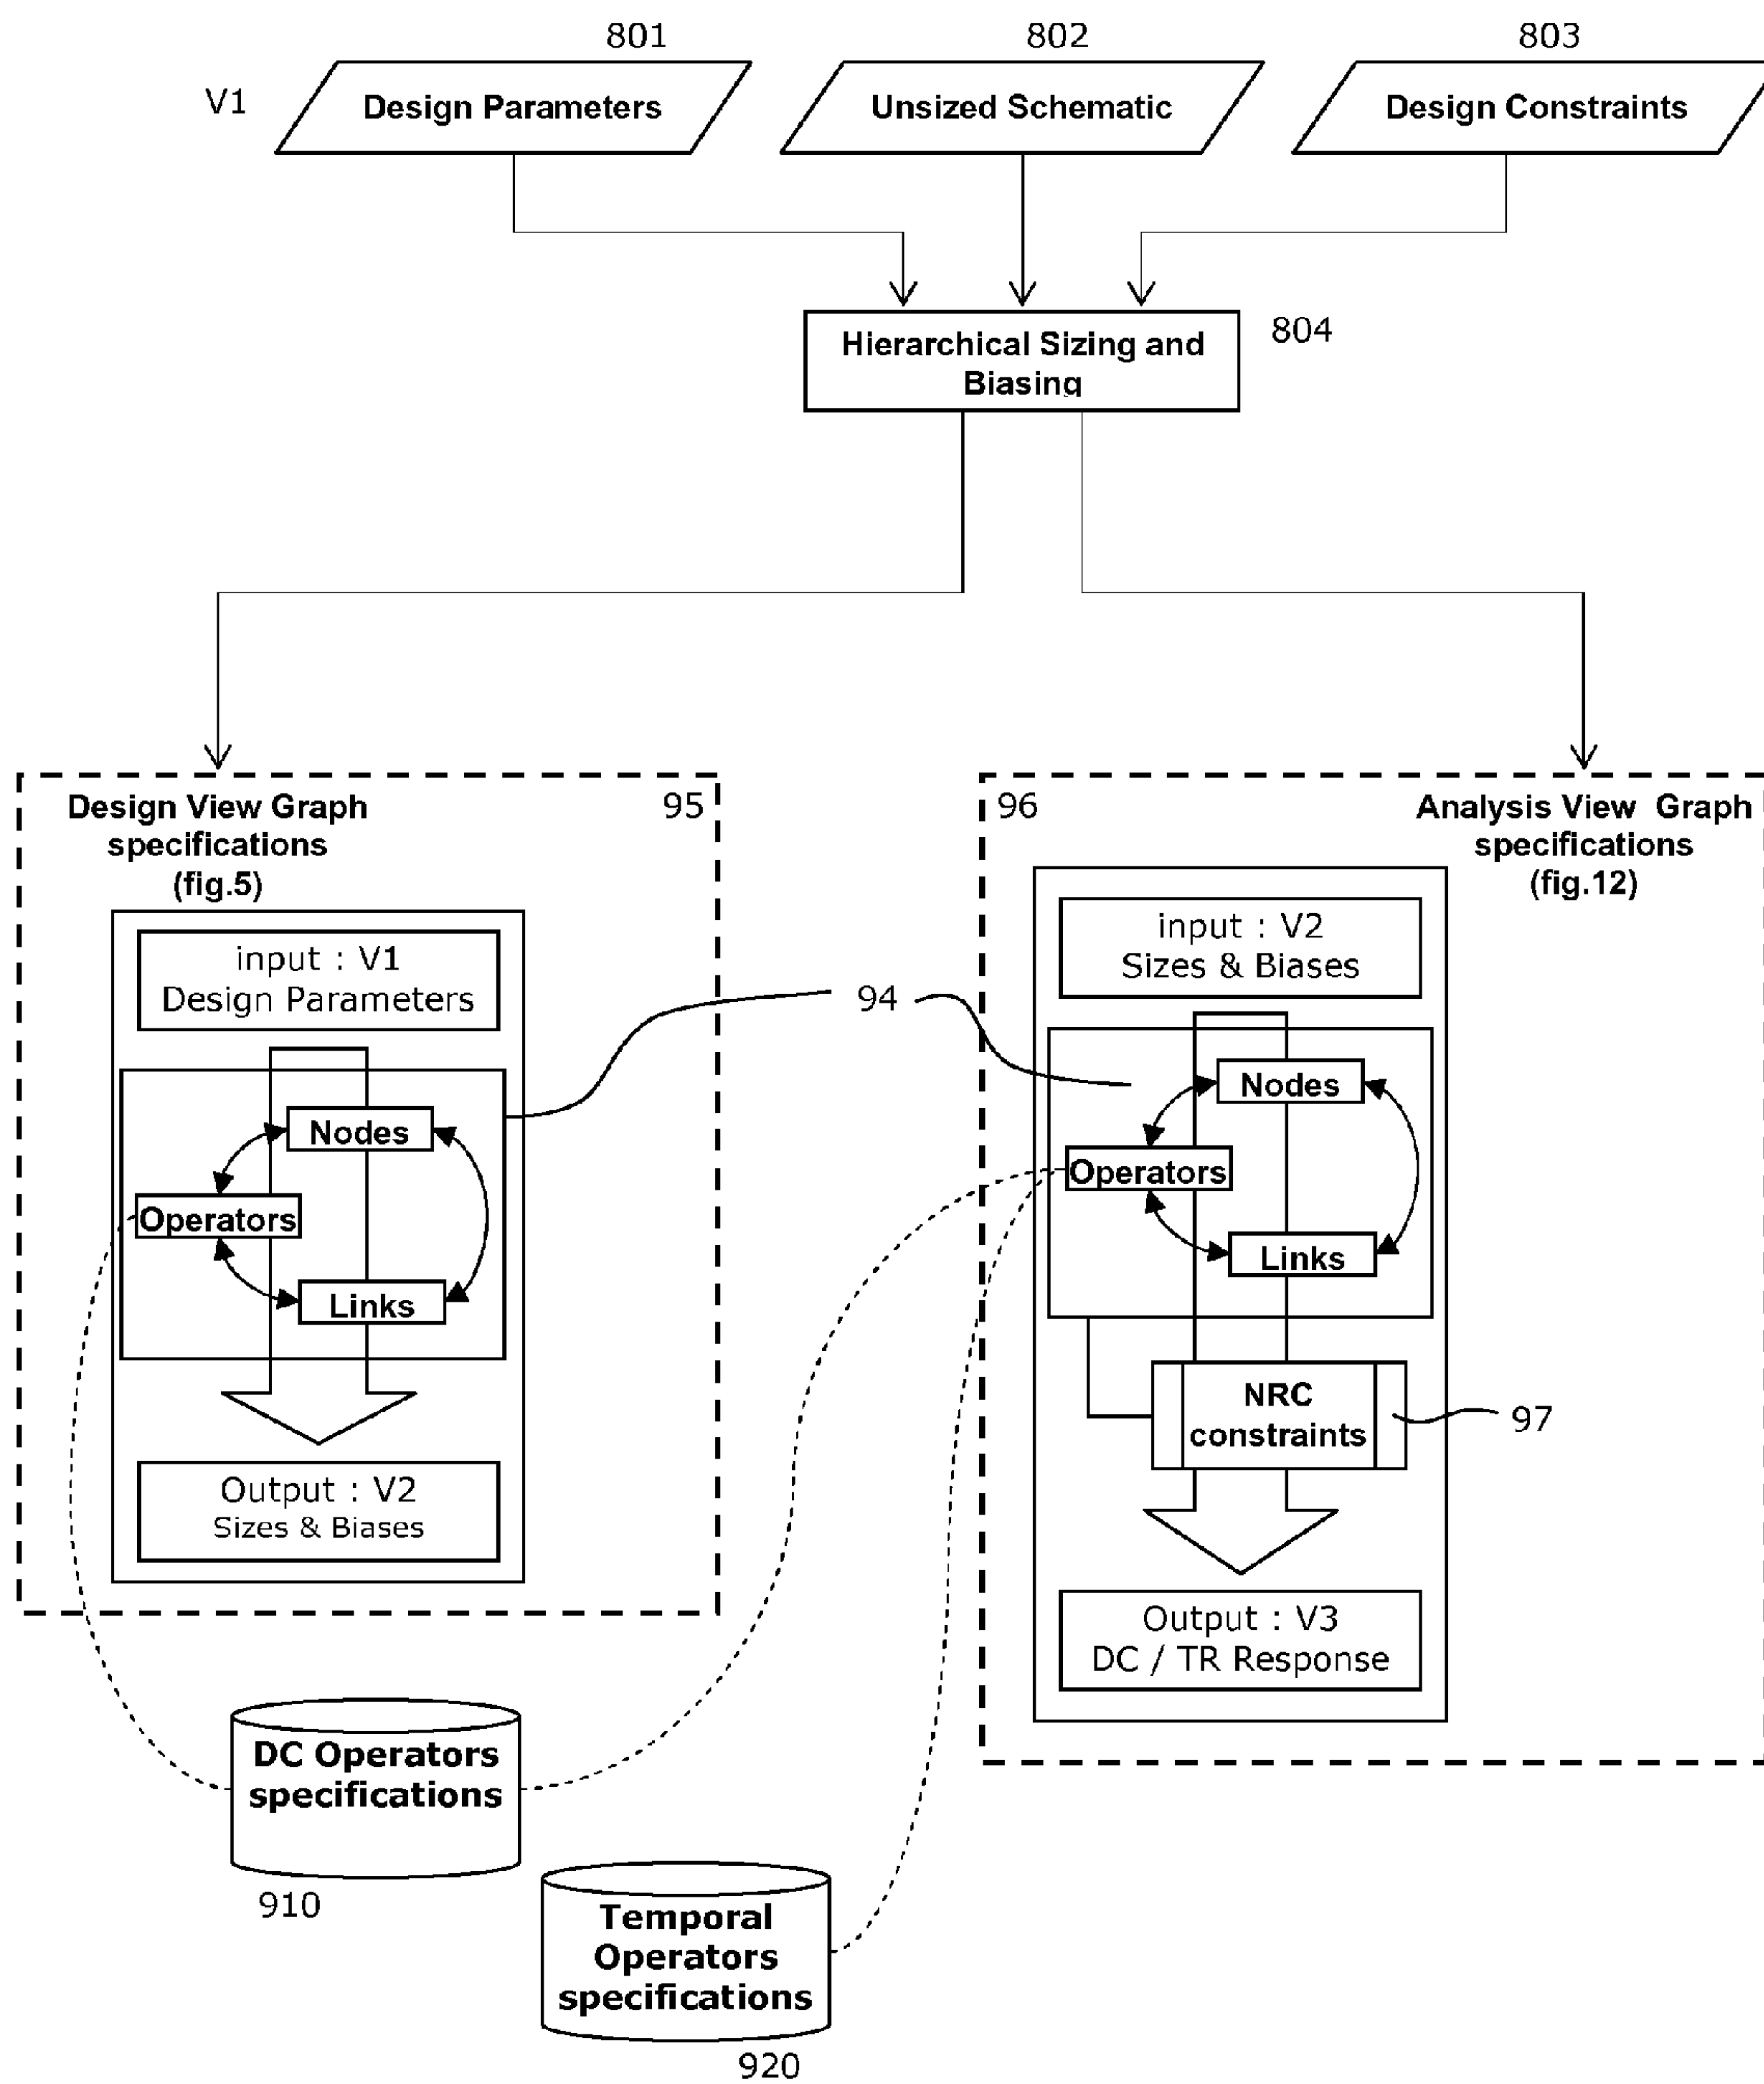 801
802
803
V1
Design Parameters
Unsized Schematic
Design Constraints
Hierarchical Sizing and
Biasing
804
Design View Graph
specifications
(fig.5)
95
input : V1
Design Parameters
Nodes
Operators
Links
Output : V2
Sizes & Biases
94
96
Analysis View Graph
specifications
(fig.12)
input : V2
Sizes & Biases
Nodes
Operators
Links
NRC
constraints
97
Output : V3
DC / TR Response
DC Operators
specifications
910
Temporal
Operators
specifications
920